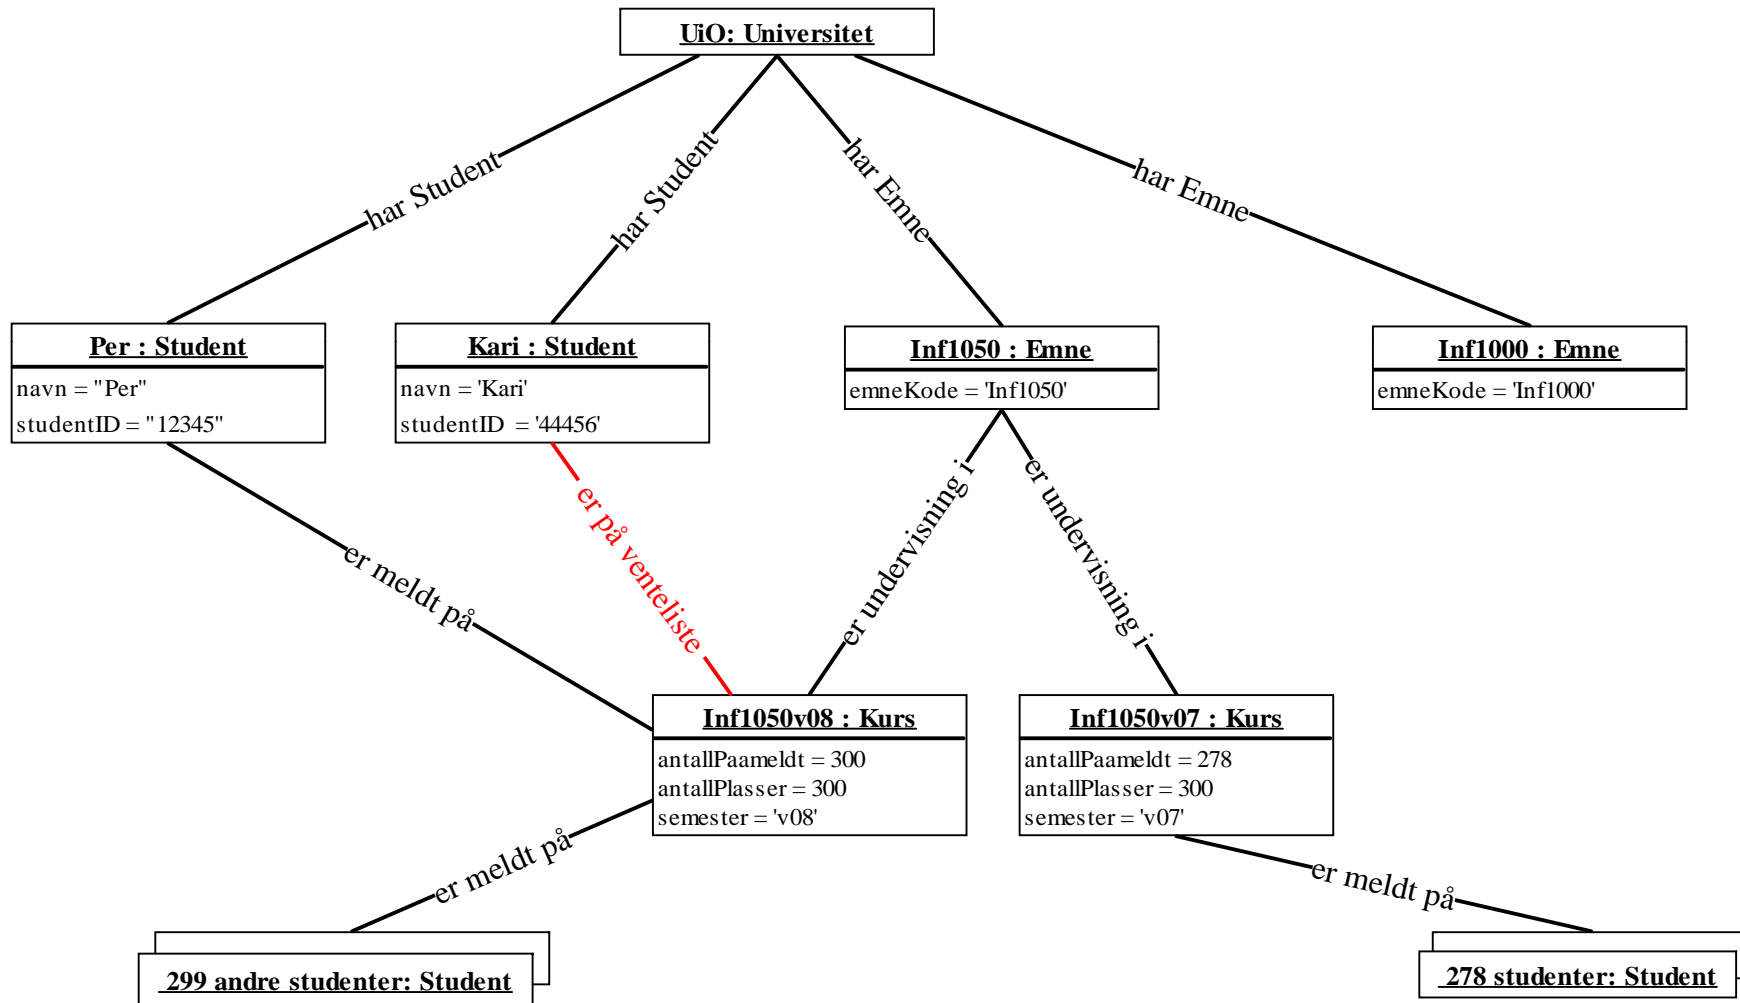 UiO: Universitet
har Student
har Student
har Emne
har Emne
Per : Student
navn = "Per"
studentID = "12345"
Kari : Student
navn = 'Kari'
studentID = '44456'
Inf1050 : Emne
emneKode = 'Inf1050'
Inf1000 : Emne
emneKode = 'Inf1000'
er meldt på
er på venteliste
er undervisning i
er undervisning i
Inf1050v08 : Kurs
antallPaameldt = 300
antallPlasser = 300
semester = 'v08'
Inf1050v07 : Kurs
antallPaameldt = 278
antallPlasser = 300
semester = 'v07'
er meldt på
er meldt på
299 andre studenter: Student
278 studenter: Student